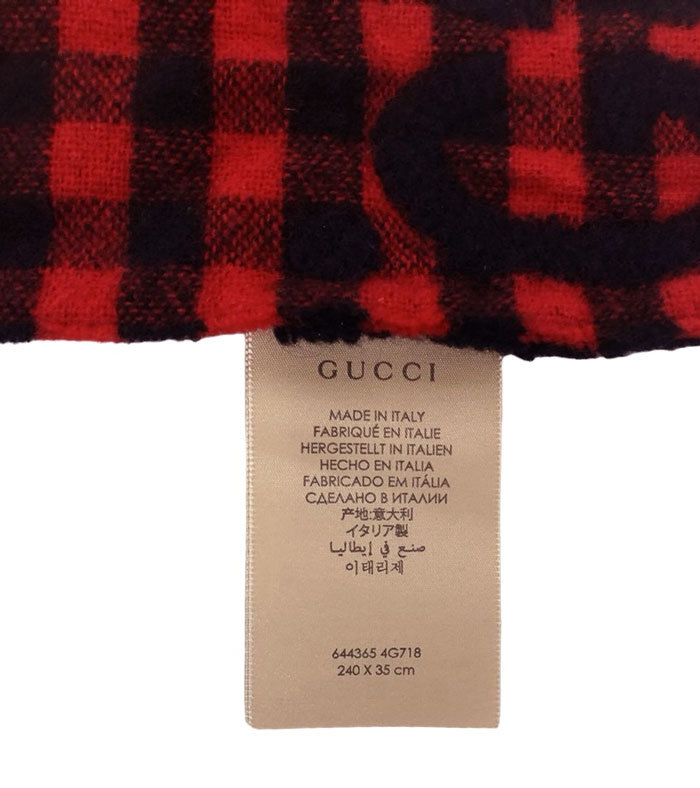 GUCCI
MADE IN ITALY
FABRIQUÉ EN ITALIE
HERGESTELLT IN ITALIEN
HECHO EN ITALIA
FABRICADO EM ITÁLIA
СДЕЛАНО В ИТАЛИИ
产地:意大利
イタリア製
صنع في إيطاليا
이태리제
644365 4G718
240 X 35 cm